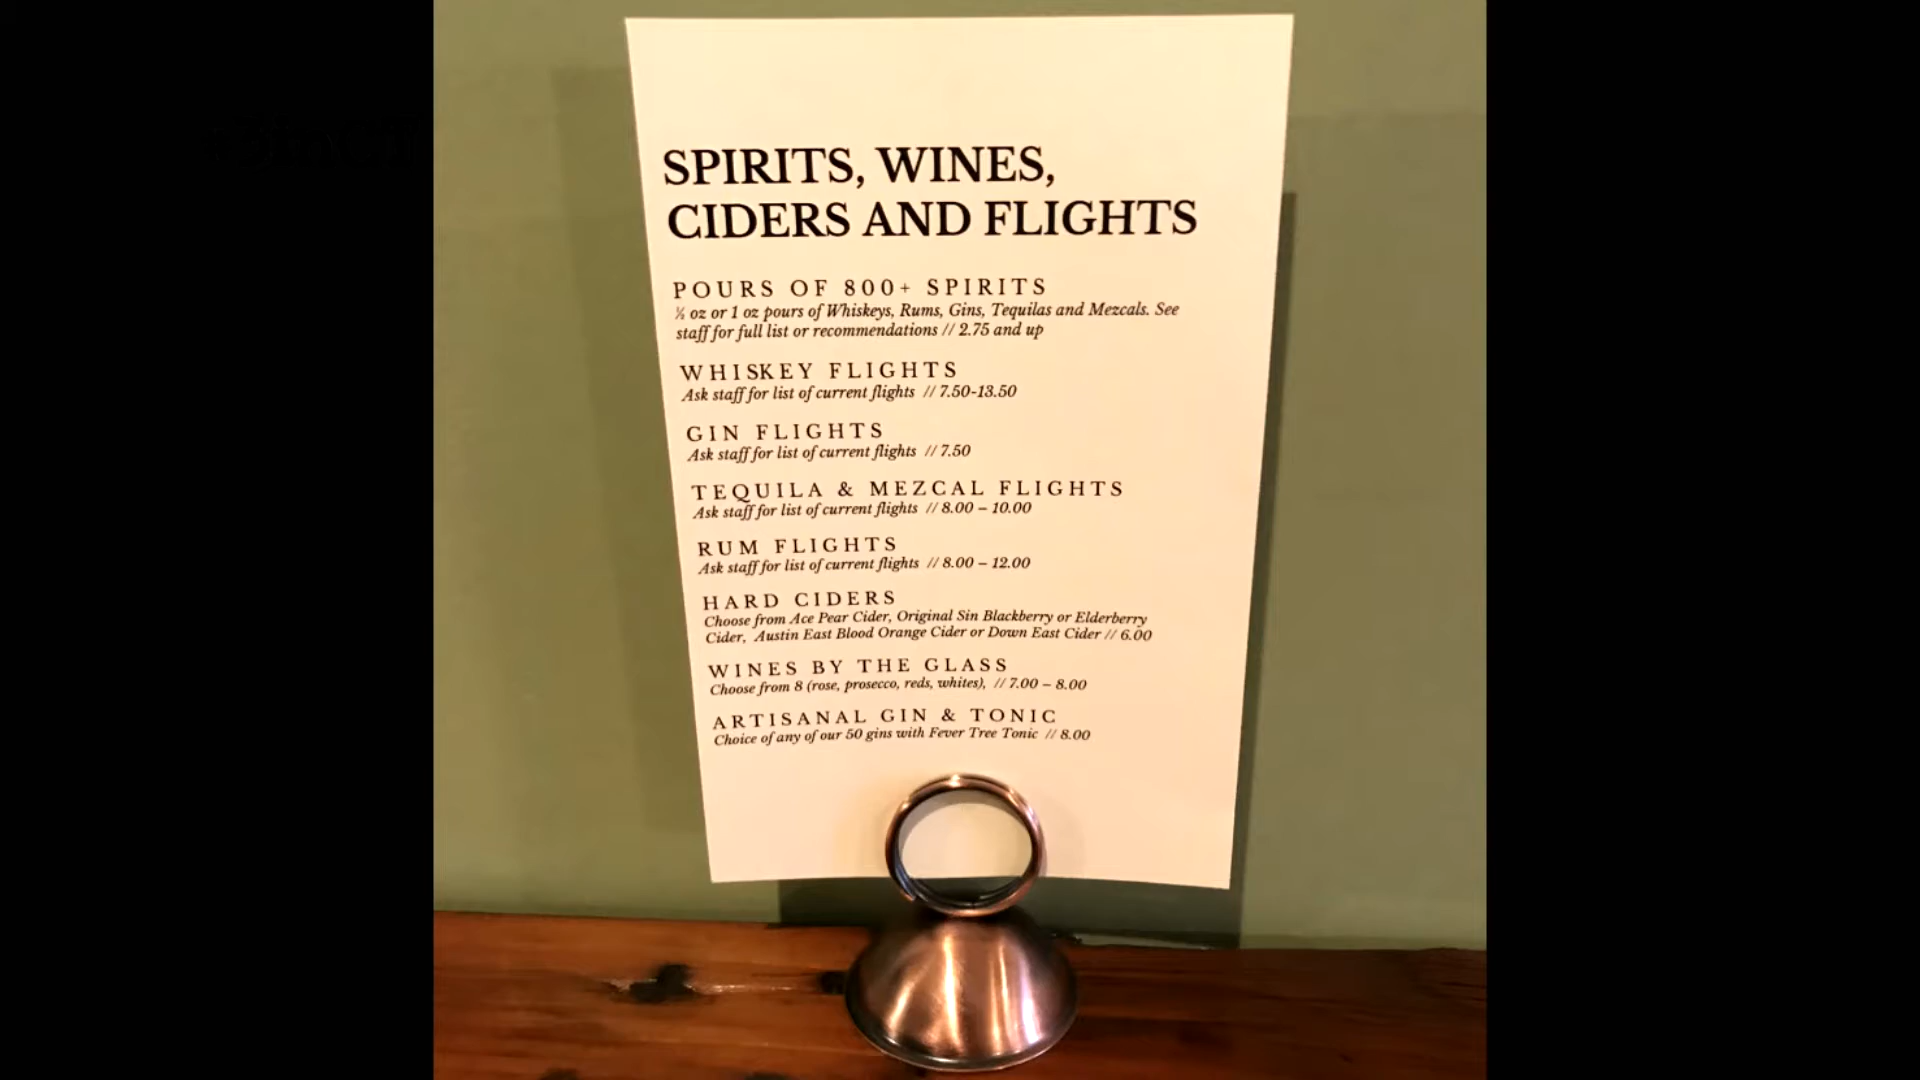 SPIRITS, WINES,
CIDERS AND FLIGHTS
POURS OF 800+ SPIRITS
½ oz or 1 oz pours of Whiskeys, Rums, Gins, Tequilas and Mezcals. See
staff for full list or recommendations // 2.75 and up
WHISKEY FLIGHTS
Ask staff for list of current flights // 7.50-13.50
GIN FLIGHTS
Ask staff for list of current flights // 7.50
TEQUILA & MEZCAL FLIGHTS
Ask staff for list of current flights // 8.00 – 10.00
RUM FLIGHTS
Ask staff for list of current flights // 8.00 – 12.00
HARD CIDERS
Choose from Ace Pear Cider, Original Sin Blackberry or Elderberry
Cider, Austin East Blood Orange Cider or Down East Cider // 6.00
WINES BY THE GLASS
Choose from 8 (rose, prosecco, reds, whites), // 7.00 – 8.00
ARTISANAL GIN & TONIC
Choice of any of our 50 gins with Fever Tree Tonic // 8.00